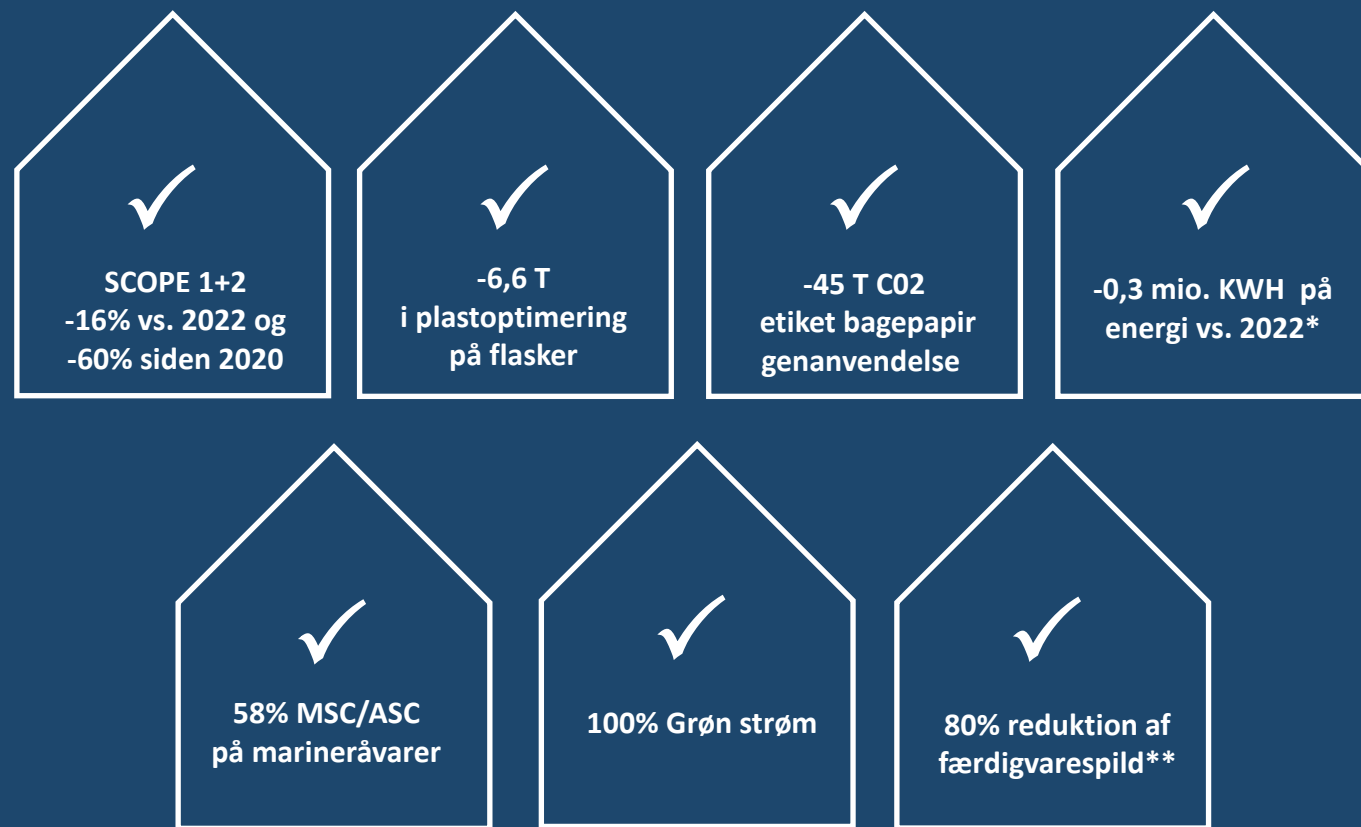 SCOPE 1+2
-16% vs. 2022 og
-60% siden 2020
-6,6 T
i plastoptimering
på flasker
-45 T C02
etiket bagepapir
genanvendelse
-0,3 mio. KWH  på
energi vs. 2022*
58% MSC/ASC
på marineråvarer
100% Grøn strøm
80% reduktion af
færdigvarespild**